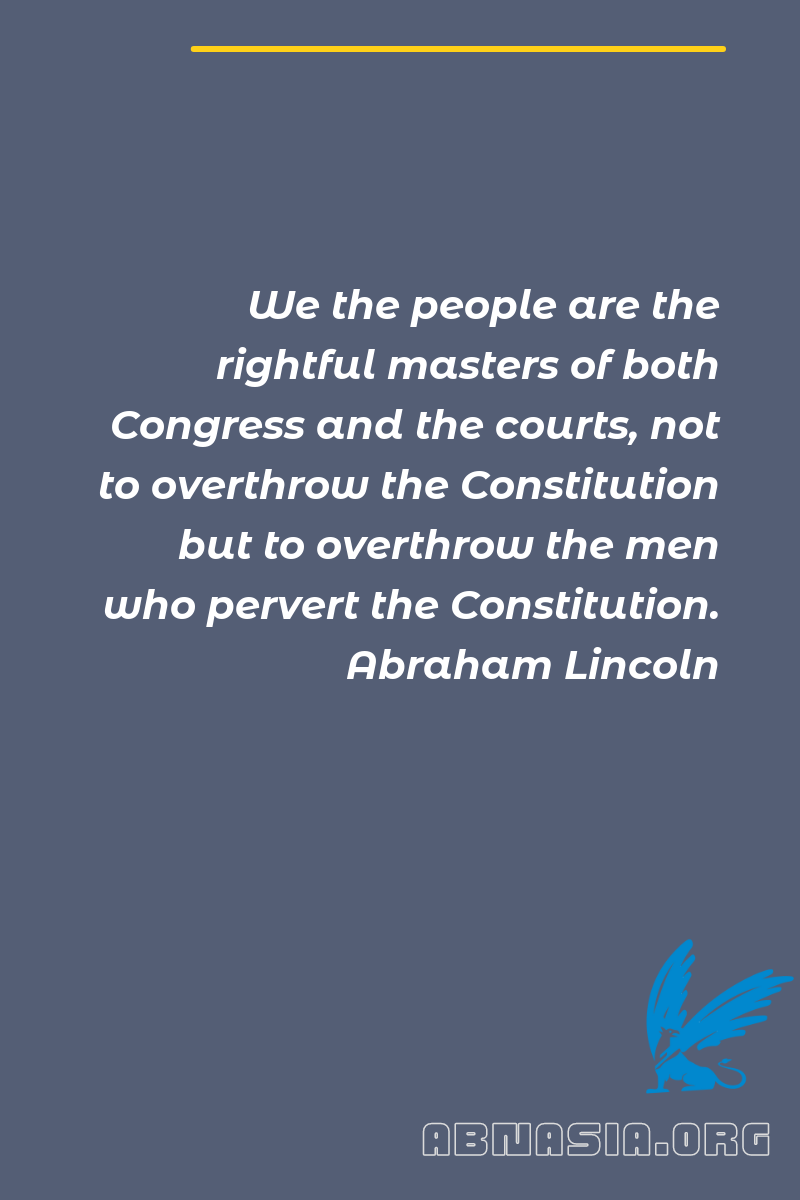 We the people are the
rightful masters of both
Congress and the courts, not
to overthrow the Constitution
but to overthrow the men
who pervert the Constitution.
Abraham Lincoln
ABNASIA.ORG